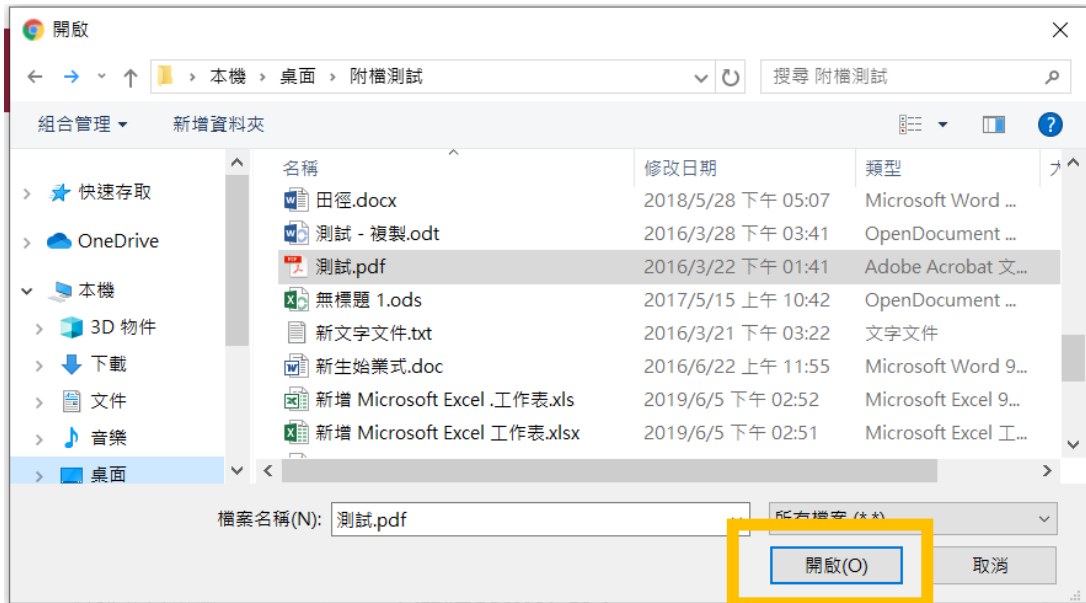 開啟
本機 › 桌面 › 附檔測試
搜尋 附檔測試
組合管理
新增資料夾
名稱 修改日期 類型
快速存取
OneDrive
本機
3D 物件
下載
文件
音樂
桌面
田徑.docx 2018/5/28 下午 05:07 Microsoft Word ...
測試 - 複製.odt 2016/3/28 下午 03:41 OpenDocument ...
測試.pdf 2016/3/22 下午 01:41 Adobe Acrobat 文...
無標題 1.ods 2017/5/15 上午 10:42 OpenDocument ...
新文字文件.txt 2016/3/21 下午 03:22 文字文件
新生始業式.doc 2016/6/22 上午 11:55 Microsoft Word 9...
新增 Microsoft Excel .工作表.xls 2019/6/5 下午 02:52 Microsoft Excel 9...
新增 Microsoft Excel 工作表.xlsx 2019/6/5 下午 02:51 Microsoft Excel 工...
檔案名稱(N): 測試.pdf
所有檔案 (*.*)
開啟(O)
取消